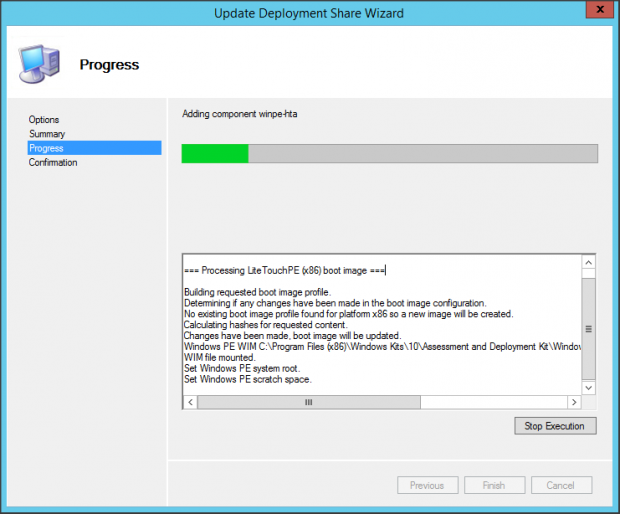 Update Deployment Share Wizard
x
Progress
Options
Summary
Progress
Confirmation
Adding component winpe-hta
=== Processing LiteTouchPE (x86) boot image ===
Building requested boot image profile.
Determining if any changes have been made in the boot image configuration.
No existing boot image profile found for platform x86 so a new image will be created.
Calculating hashes for requested content.
Changes have been made, boot image will be updated.
Windows PE WIM C:\Program Files (x86)\Windows Kits\10\Assessment and Deployment Kit\Window
WIM file mounted.
Set Windows PE system root.
Set Windows PE scratch space.
Stop Execution
Previous
Finish
Cancel